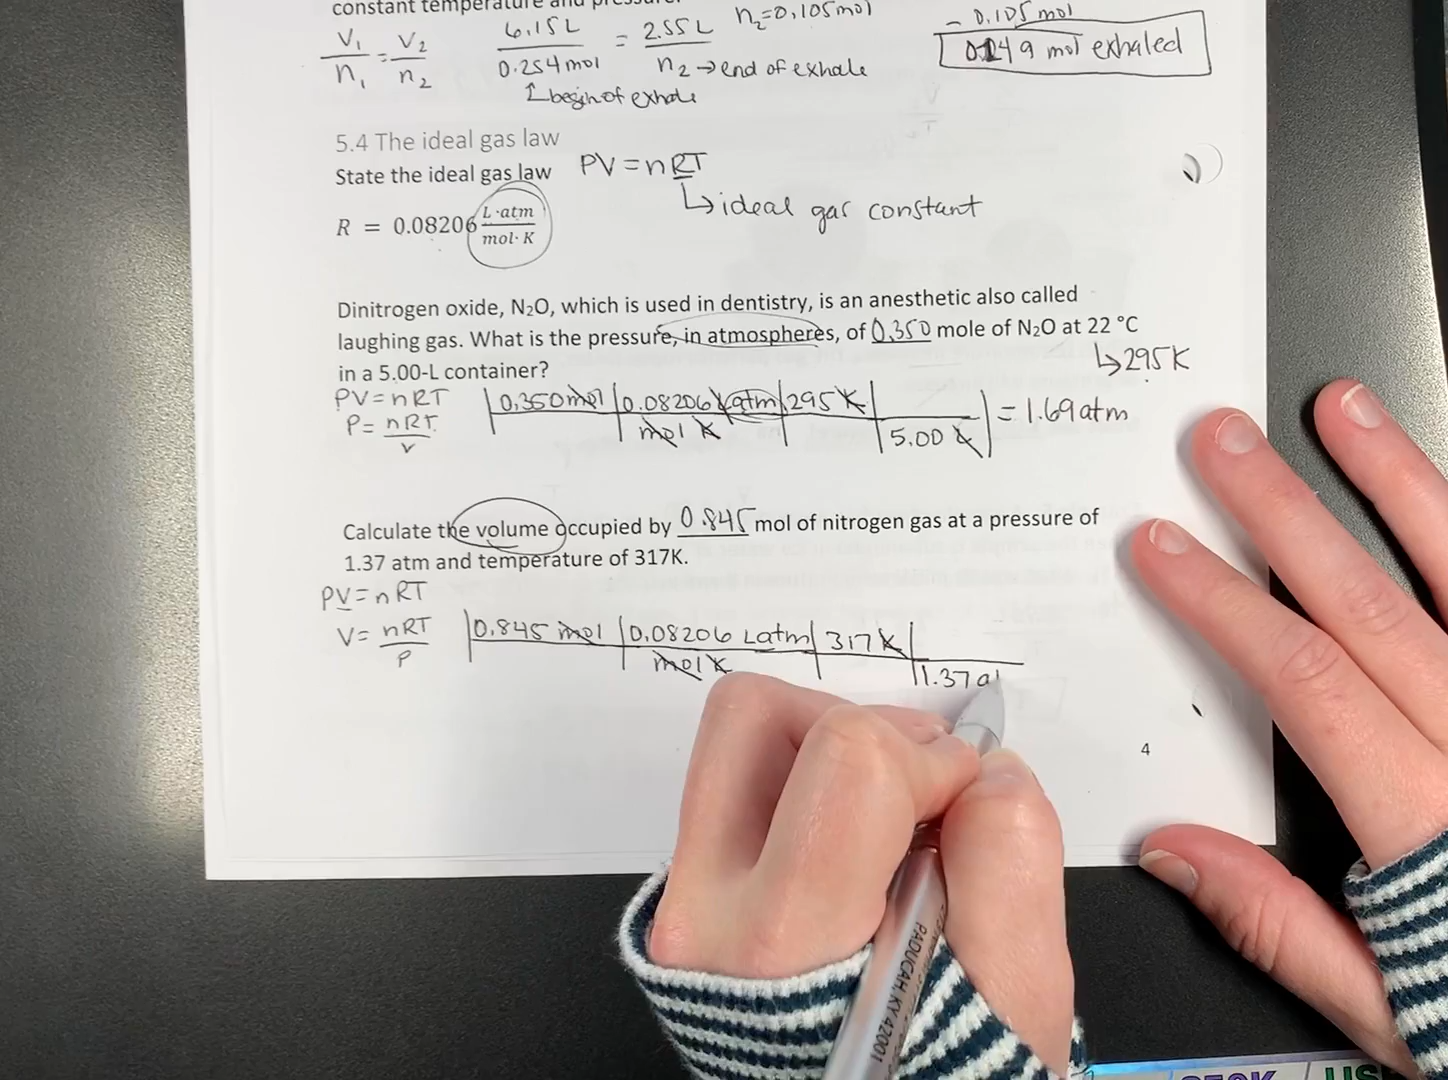 constant temperature and pressure.
V₁/n₁ = V₂/n₂ 6.15L/0.254mol = 2.55L/n₂ → end of exhale n₂=0.105mol
↑ begin of exhale
- 0.105 mol
0.149 mol exhaled
5.4 The ideal gas law
State the ideal gas law PV = nRT
↳ ideal gas constant
R = 0.08206 L·atm/mol·K
Dinitrogen oxide, N2O, which is used in dentistry, is an anesthetic also called
laughing gas. What is the pressure, in atmospheres, of 0.350 mole of N2O at 22 °C
↳ 295K
in a 5.00-L container?
PV = nRT
P = nRT/V 0.350 mol | 0.08206 L atm/mol K | 295 K | /5.00 L = 1.69 atm
Calculate the volume occupied by 0.845 mol of nitrogen gas at a pressure of
1.37 atm and temperature of 317K.
PV = nRT
V = nRT/P 0.845 mol | 0.08206 L atm/mol K | 317 K | /1.37 a
4
PADUCAH, KY 42001